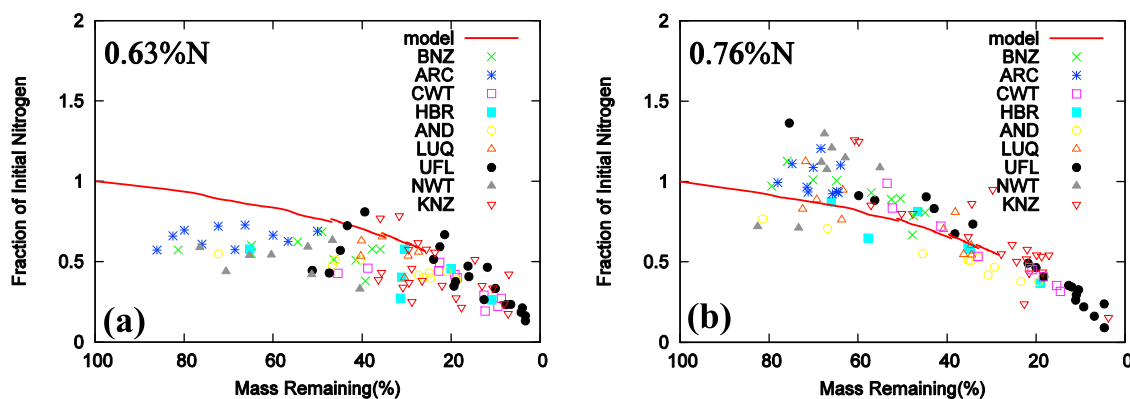 0.63%N
model
BNZ
ARC
CWT
HBR
AND
LUQ
UFL
NWT
KNZ
2
1.5
1
0.5
0
Fraction of Initial Nitrogen
(a)
100
80
60
40
20
0
Mass Remaining(%)
0.76%N
model
BNZ
ARC
CWT
HBR
AND
LUQ
UFL
NWT
KNZ
2
1.5
1
0.5
0
Fraction of Initial Nitrogen
(b)
100
80
60
40
20
0
Mass Remaining(%)